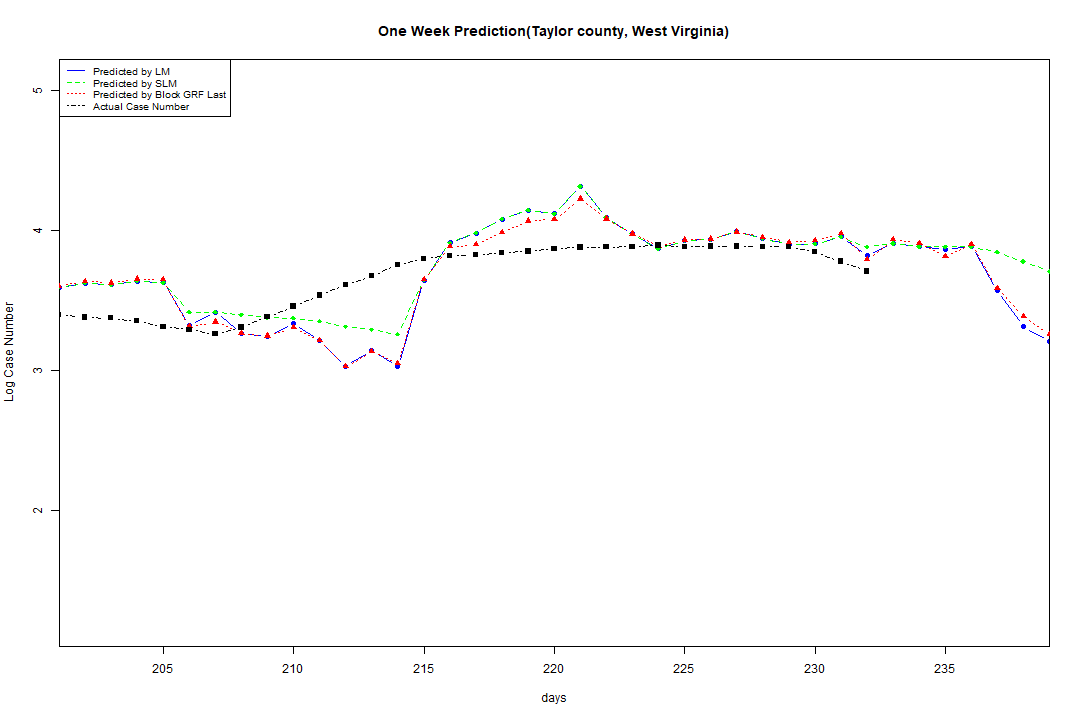 One Week Prediction(Taylor county, West Virginia)
Predicted by LM
Predicted by SLM
Predicted by Block GRF Last
Actual Case Number
5
4
3
2
Log Case Number
205 210 215 220 225 230 235
days